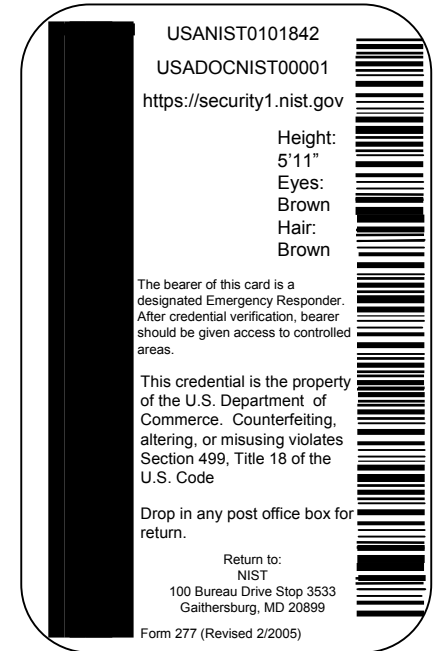 USANIST0101842
USADOCNIST00001
https://security1.nist.gov
Height:
5’11”
Eyes:
Brown
Hair:
Brown
The bearer of this card is a
designated Emergency Responder.
After credential verification, bearer
should be given access to controlled
areas.
This credential is the property
of the U.S. Department of
Commerce. Counterfeiting,
altering, or misusing violates
Section 499, Title 18 of the
U.S. Code
Drop in any post office box for
return.
Return to:
NIST
100 Bureau Drive Stop 3533
Gaithersburg, MD 20899
Form 277 (Revised 2/2005)